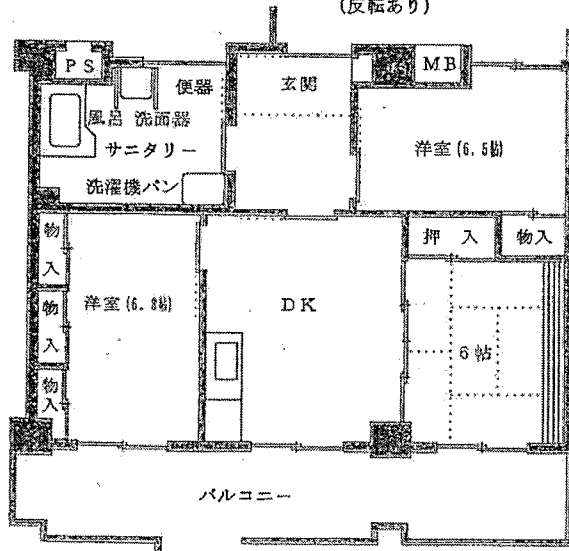 (反転あり)
PS
便器
玄関
MB
風呂 洗面器
サニタリー
洋室(6.5帖)
洗濯機パン
物入
押入
物入
洋室(6.8帖)
DK
物入
6帖
物入
バルコニー